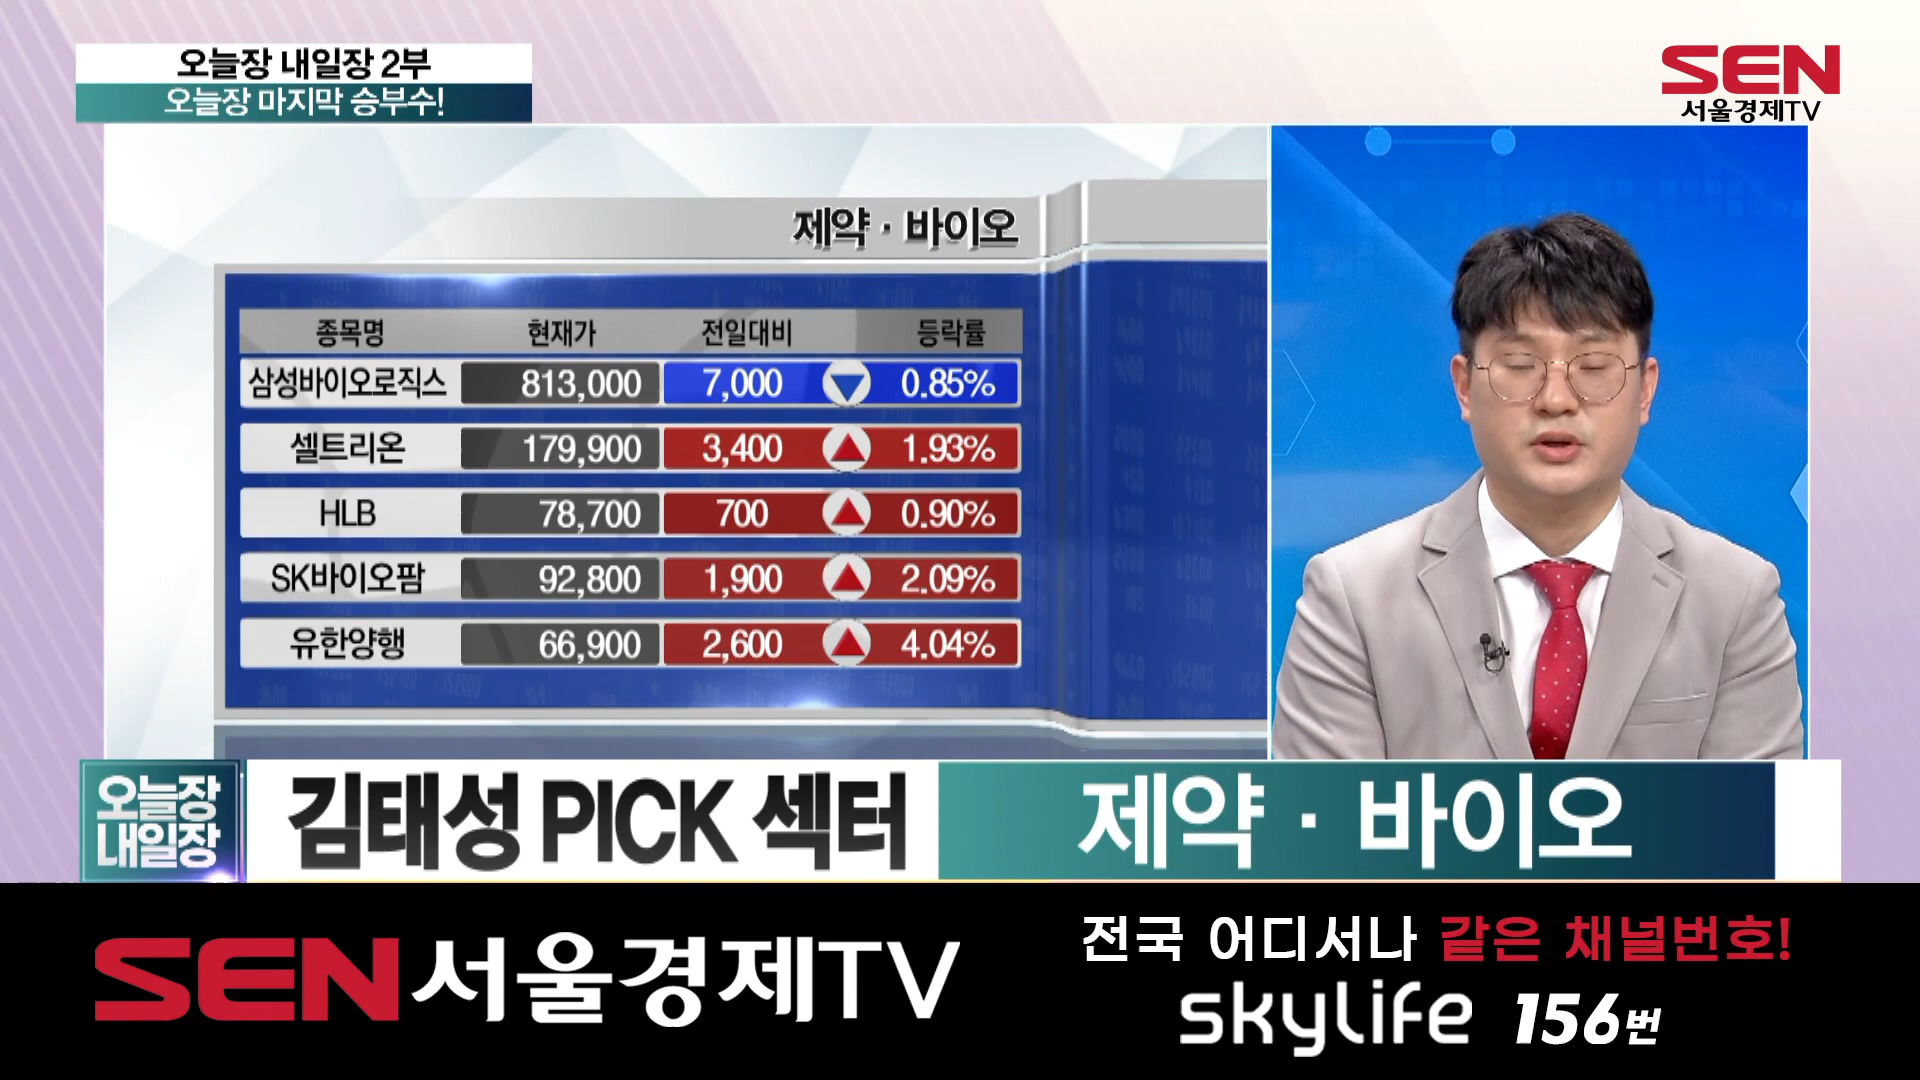 오늘장 내일장 2부
오늘장 마지막 승부수!
SEN
서울경제TV
제약 · 바이오
종목명 현재가 전일대비 등락률
삼성바이오로직스 813,000 7,000 ▼ 0.85%
셀트리온 179,900 3,400 ▲ 1.93%
HLB 78,700 700 ▲ 0.90%
SK바이오팜 92,800 1,900 ▲ 2.09%
유한양행 66,900 2,600 ▲ 4.04%
오늘장
내일장
김태성 PICK 섹터 제약 · 바이오
SEN 서울경제TV
전국 어디서나 같은 채널번호!
skylife 156번